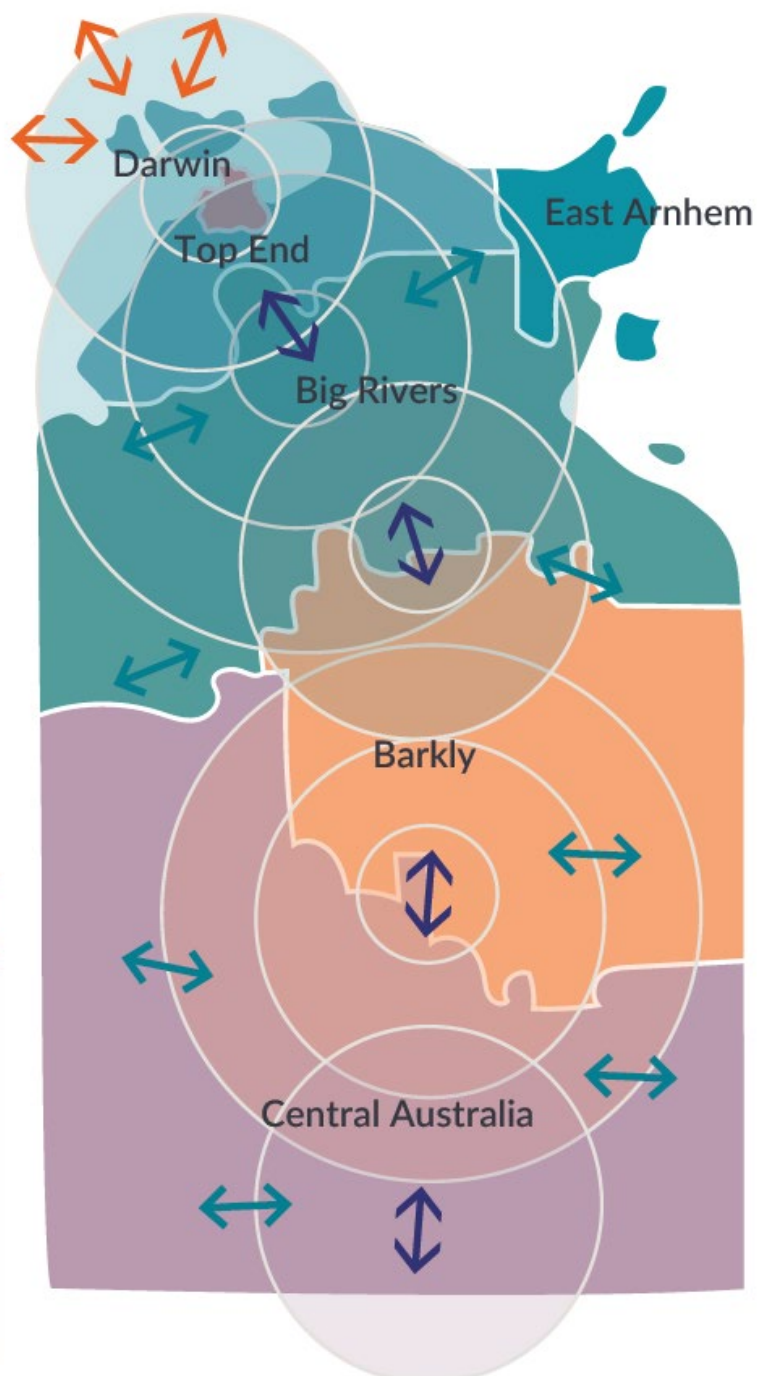 Darwin
East Arnhem
Top End
Big Rivers
Barkly
Central Australia